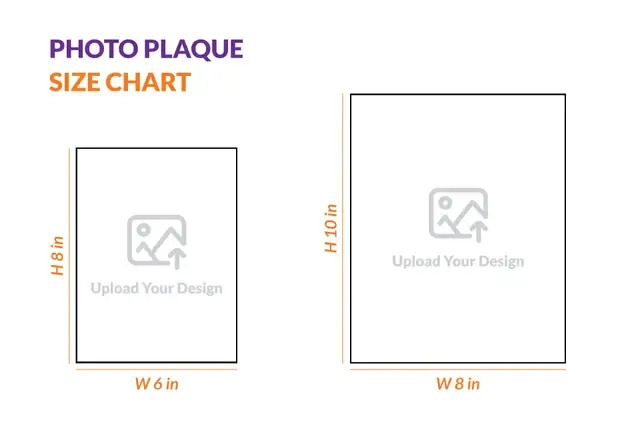 PHOTO PLAQUE
SIZE CHART
H 8 in
Upload Your Design
W 6 in
H 10 in
Upload Your Design
W 8 in